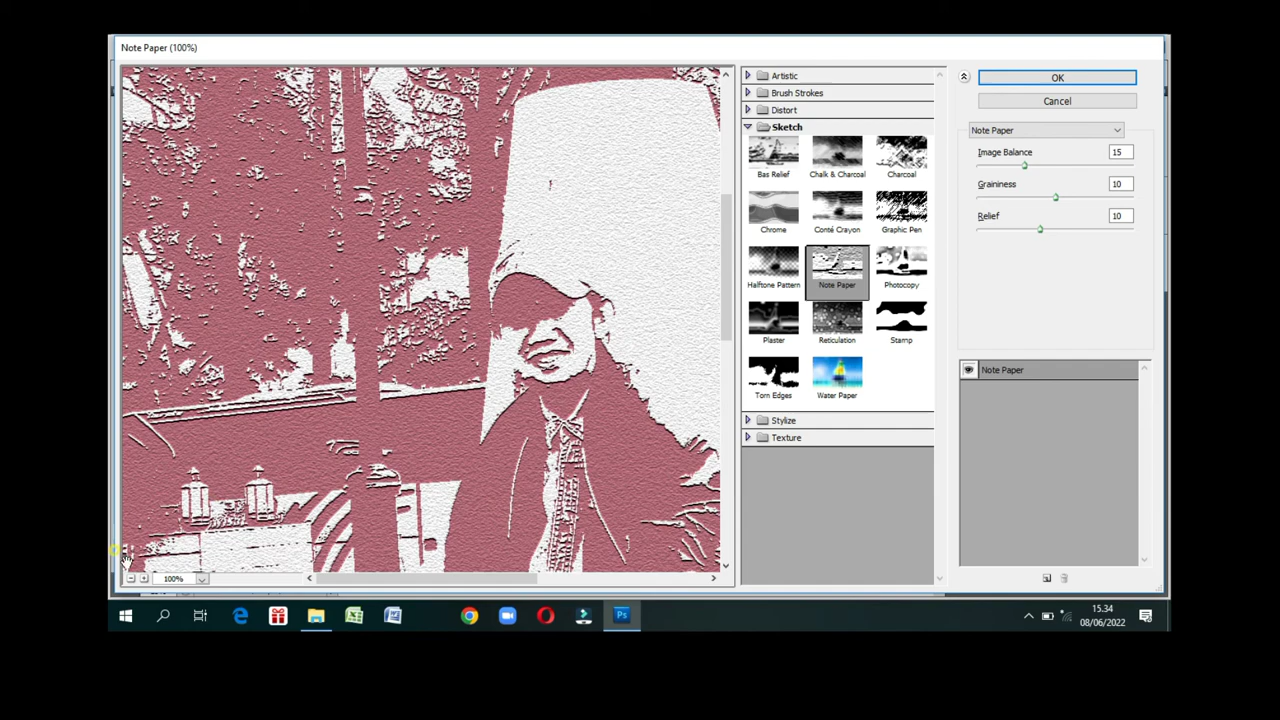 Note Paper (100%)
Artistic
Brush Strokes
Distort
Sketch
Bas Relief
Chalk & Charcoal
Charcoal
Chrome
Conté Crayon
Graphic Pen
Halftone Pattern
Note Paper
Photocopy
Plaster
Reticulation
Stamp
Torn Edges
Water Paper
Stylize
Texture
OK
Cancel
Note Paper
Image Balance 15
Graininess 10
Relief 10
Note Paper
100%
Ps
15.34
08/06/2022